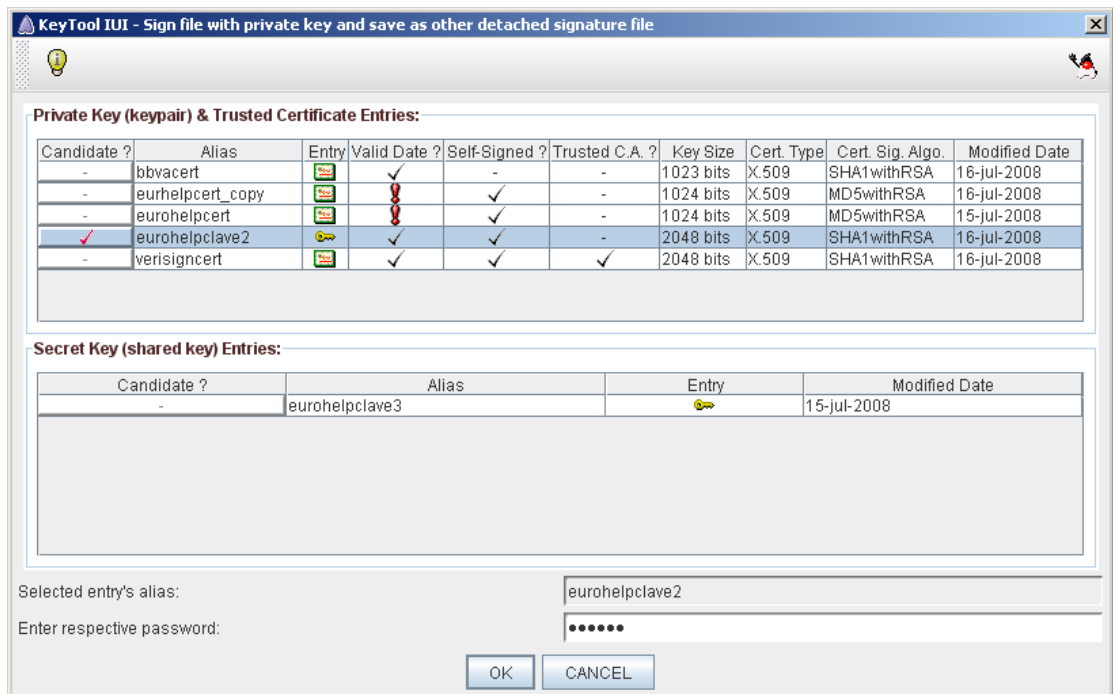 KeyTool IUI - Sign file with private key and save as other detached signature file
Private Key (keypair) & Trusted Certificate Entries:
Candidate ? Alias Entry Valid Date ? Self-Signed ? Trusted C.A. ? Key Size Cert. Type Cert. Sig. Algo. Modified Date
- bbvacert - - 1023 bits X.509 SHA1withRSA 16-jul-2008
- eurhelpcert_copy - 1024 bits X.509 MD5withRSA 16-jul-2008
- eurohelpcert - 1024 bits X.509 MD5withRSA 15-jul-2008
eurohelpclave2 - 2048 bits X.509 SHA1withRSA 16-jul-2008
- verisigncert 2048 bits X.509 SHA1withRSA 16-jul-2008
Secret Key (shared key) Entries:
Candidate ? Alias Entry Modified Date
- eurohelpclave3 15-jul-2008
Selected entry's alias: eurohelpclave2
Enter respective password: ••••••
OK CANCEL